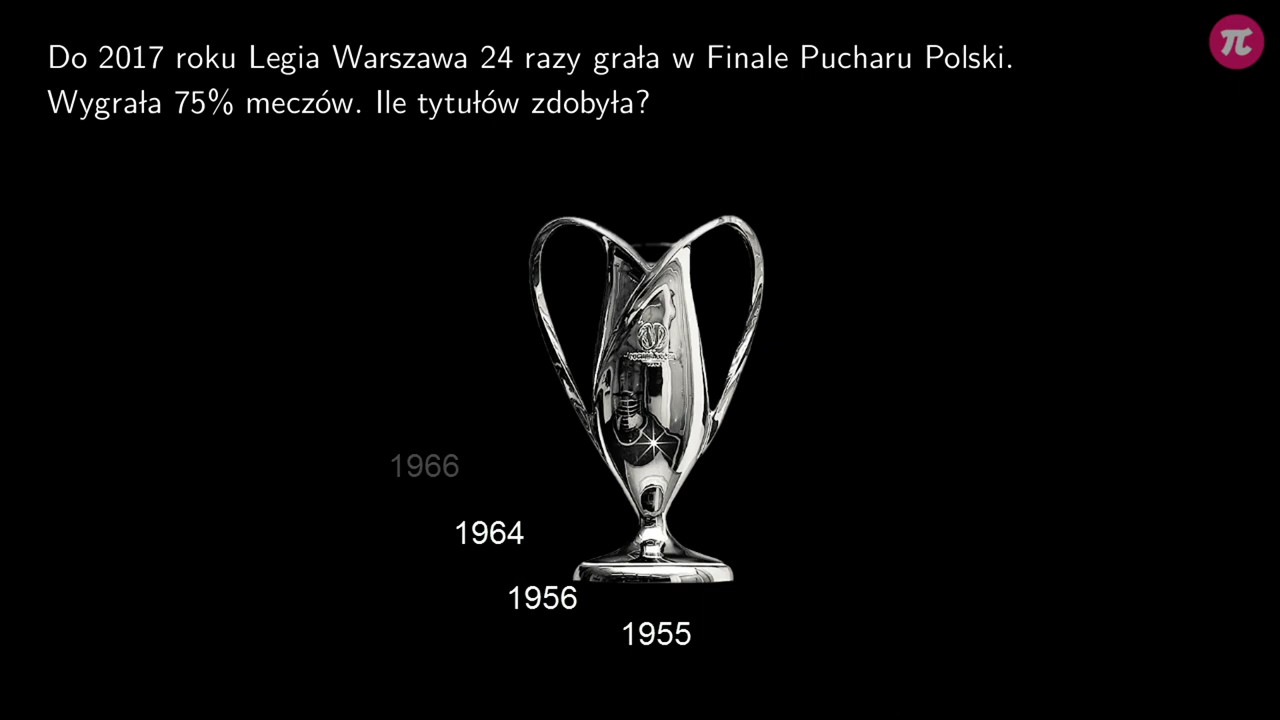 Do 2017 roku Legia Warszawa 24 razy grała w Finale Pucharu Polski.
Wygrała 75% meczów. Ile tytułów zdobyła?
π
1966
1964
1956
1955